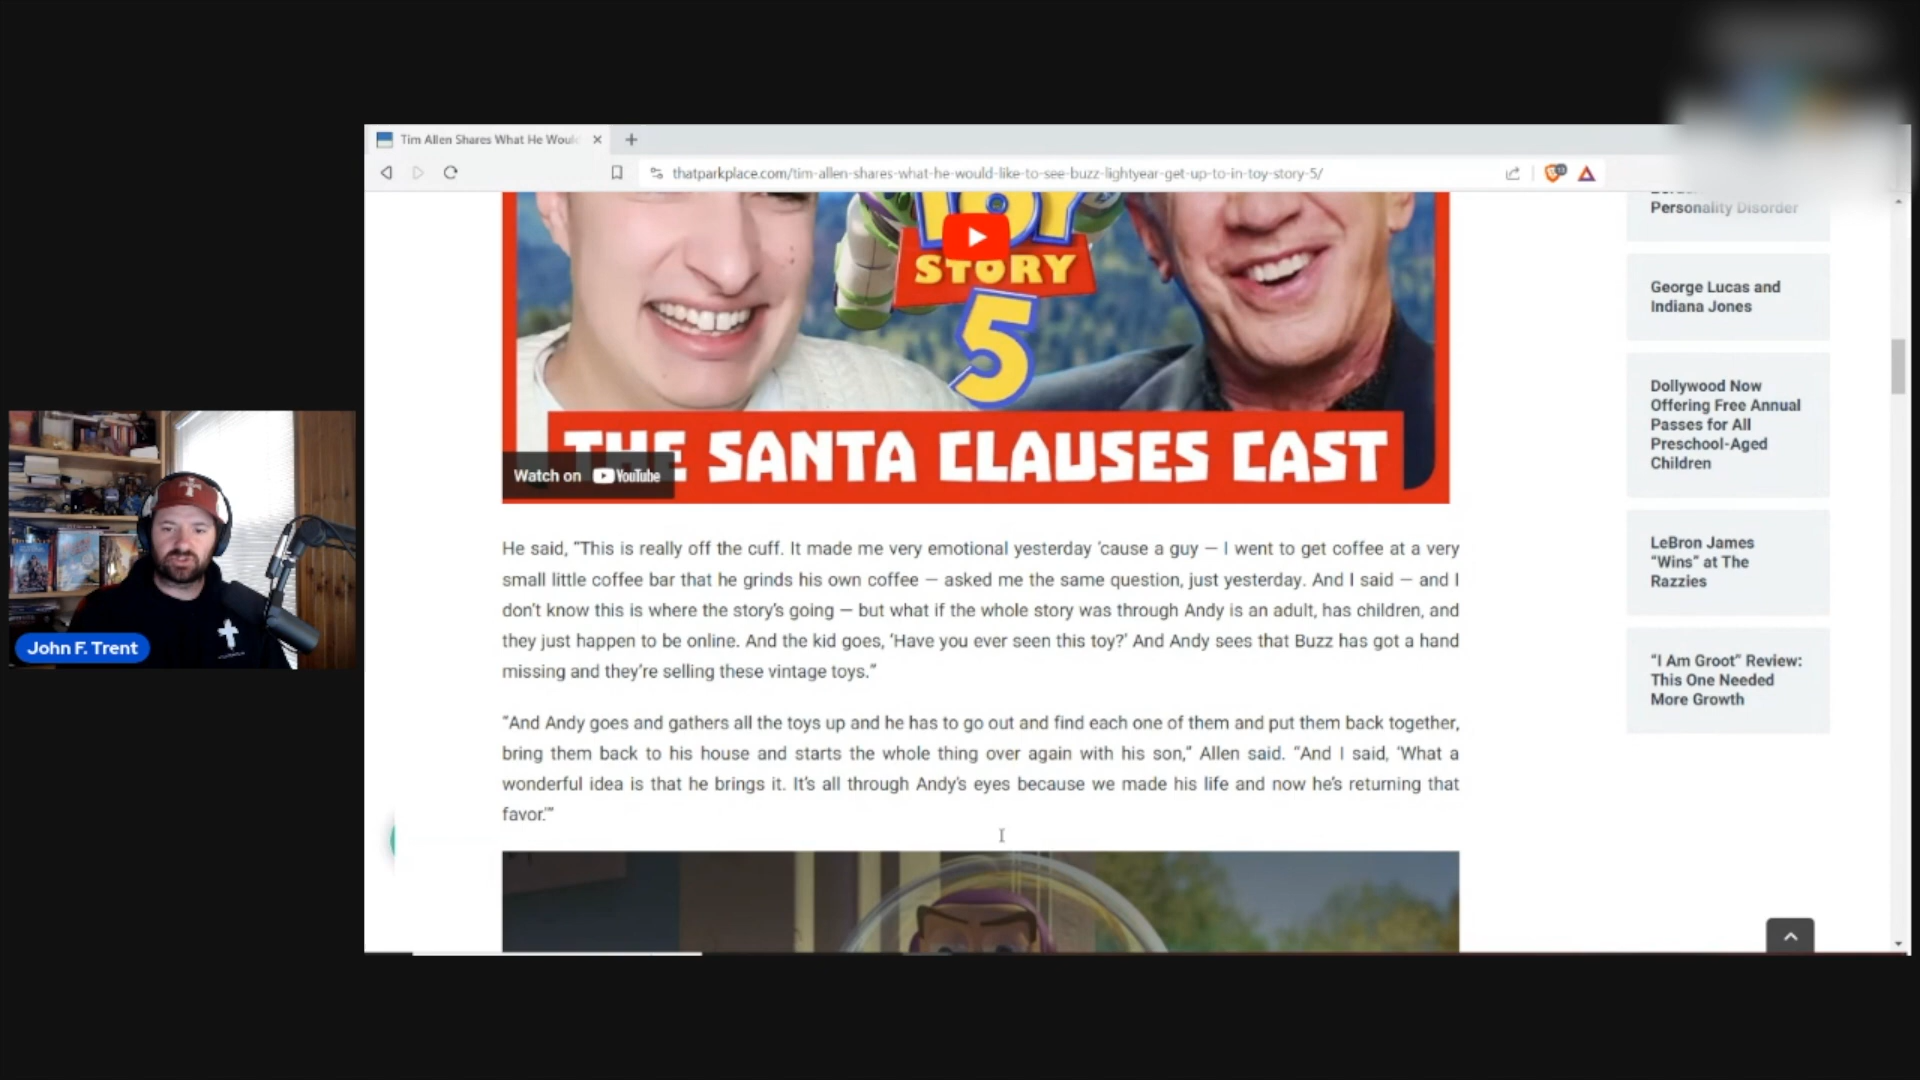 Tim Allen Shares What He Would
thatparkplace.com/tim-allen-shares-what-he-would-like-to-see-buzz-lightyear-get-up-to-in-toy-story-5/
TOY
STORY
5
THE SANTA CLAUSES CAST
Watch on YouTube
He said, “This is really off the cuff. It made me very emotional yesterday ’cause a guy — I went to get coffee at a very
small little coffee bar that he grinds his own coffee — asked me the same question, just yesterday. And I said — and I
don’t know this is where the story’s going — but what if the whole story was through Andy is an adult, has children, and
they just happen to be online. And the kid goes, ‘Have you ever seen this toy?’ And Andy sees that Buzz has got a hand
missing and they’re selling these vintage toys.”
“And Andy goes and gathers all the toys up and he has to go out and find each one of them and put them back together,
bring them back to his house and starts the whole thing over again with his son,” Allen said. “And I said, ‘What a
wonderful idea is that he brings it. It’s all through Andy’s eyes because we made his life and now he’s returning that
favor.’”
Personality Disorder
George Lucas and
Indiana Jones
Dollywood Now
Offering Free Annual
Passes for All
Preschool-Aged
Children
LeBron James
“Wins” at The
Razzies
“I Am Groot” Review:
This One Needed
More Growth
John F. Trent